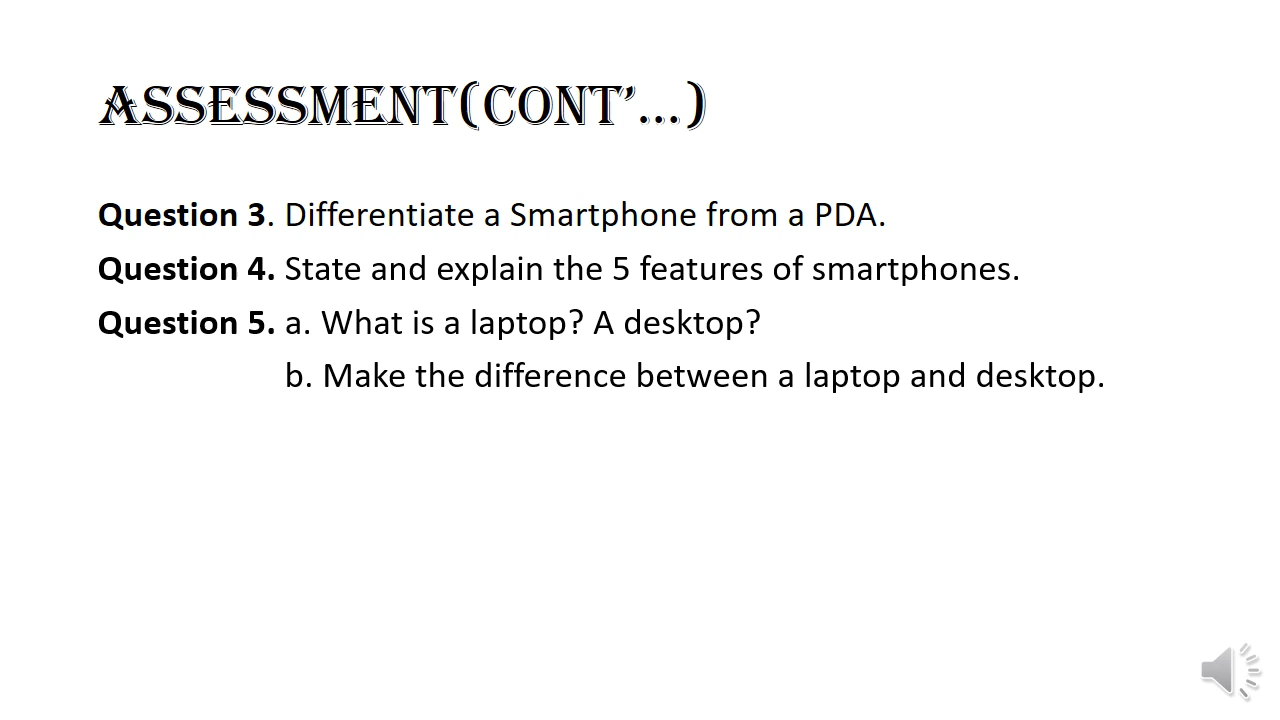 ASSESSMENT(CONT’...)
Question 3. Differentiate a Smartphone from a PDA.
Question 4. State and explain the 5 features of smartphones.
Question 5. a. What is a laptop? A desktop?
b. Make the difference between a laptop and desktop.